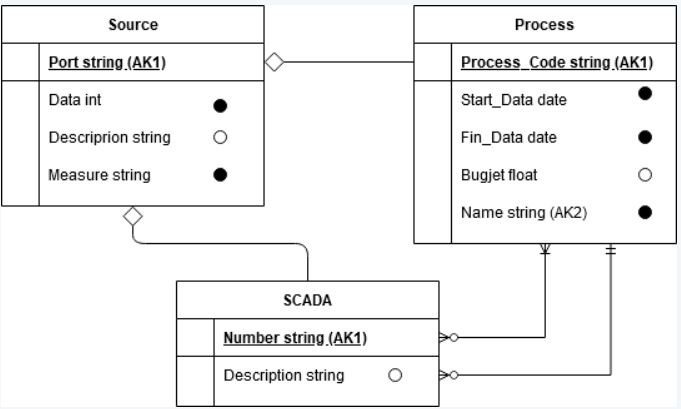 Source
Port string (AK1)
Data int
Descriprion string
Measure string
Process
Process_Code string (AK1)
Start_Data date
Fin_Data date
Bugjet float
Name string (AK2)
SCADA
Number string (AK1)
Description string